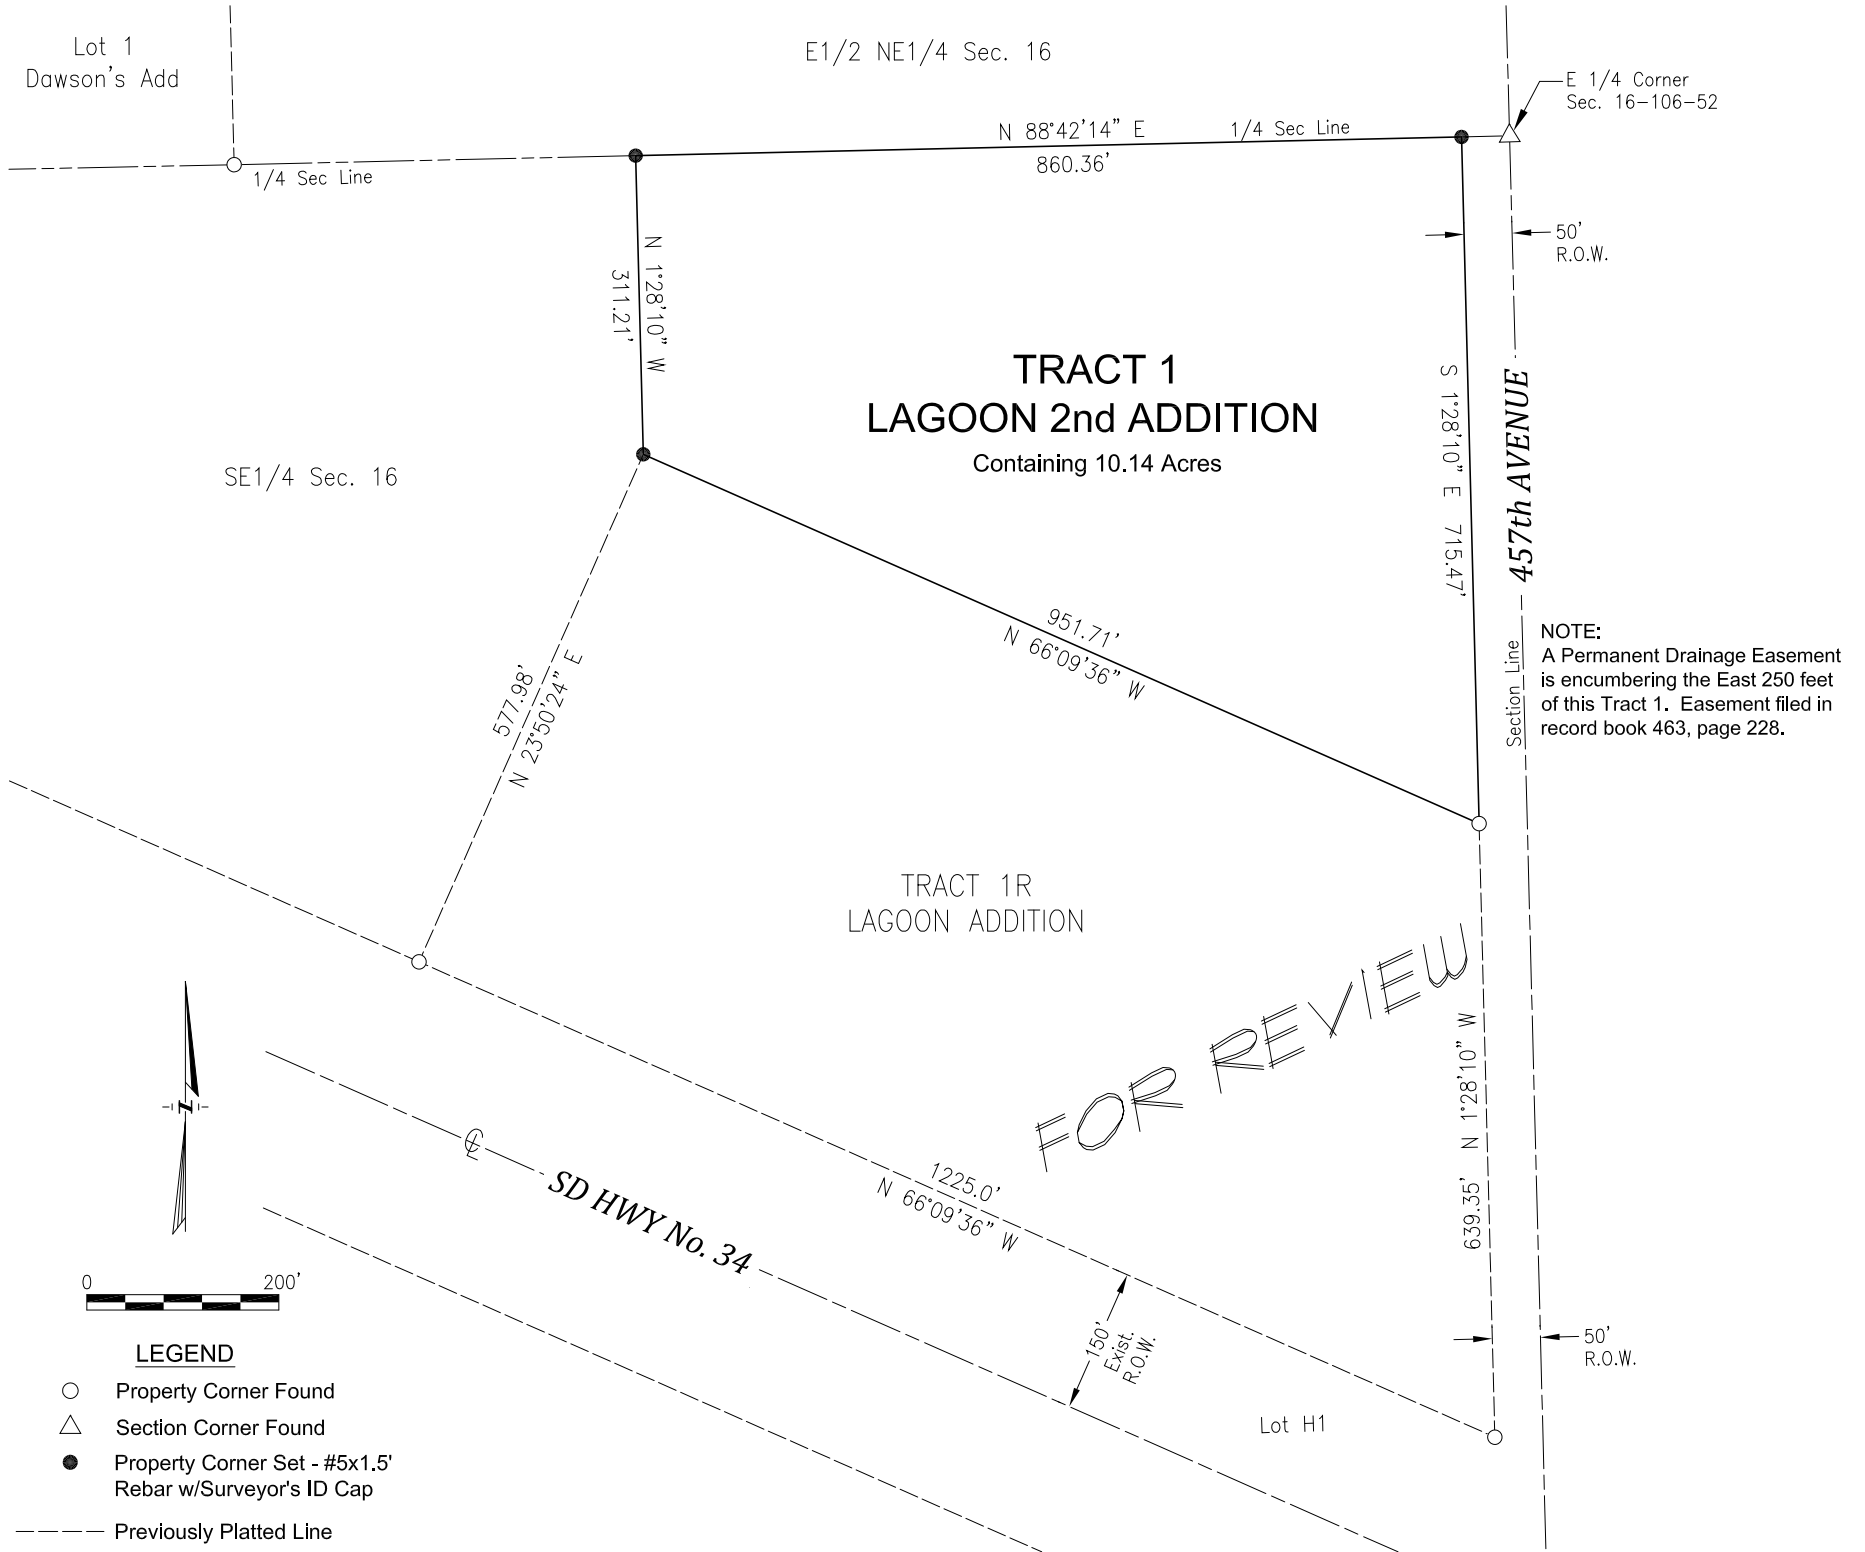 Lot 1
Dawson's Add
E1/2 NE1/4 Sec. 16
E 1/4 Corner
Sec. 16-106-52
N 88°42'14" E
1/4 Sec Line
860.36'
1/4 Sec Line
50'
R.O.W.
N 1°28'10" W
311.21'
TRACT 1
LAGOON 2nd ADDITION
Containing 10.14 Acres
S 1°28'10" E 715.47'
457th AVENUE
SE1/4 Sec. 16
951.71'
N 66°09'36" W
577.98'
N 23°50'24" E
Section Line
NOTE:
A Permanent Drainage Easement
is encumbering the East 250 feet
of this Tract 1. Easement filed in
record book 463, page 228.
TRACT 1R
LAGOON ADDITION
FOR REVIEW
639.35' N 1°28'10" W
N
1225.0'
N 66°09'36" W
℄
SD HWY No. 34
150'
Exist.
R.O.W.
50'
R.O.W.
Lot H1
0 200'
LEGEND
Property Corner Found
Section Corner Found
Property Corner Set - #5x1.5'
Rebar w/Surveyor's ID Cap
Previously Platted Line